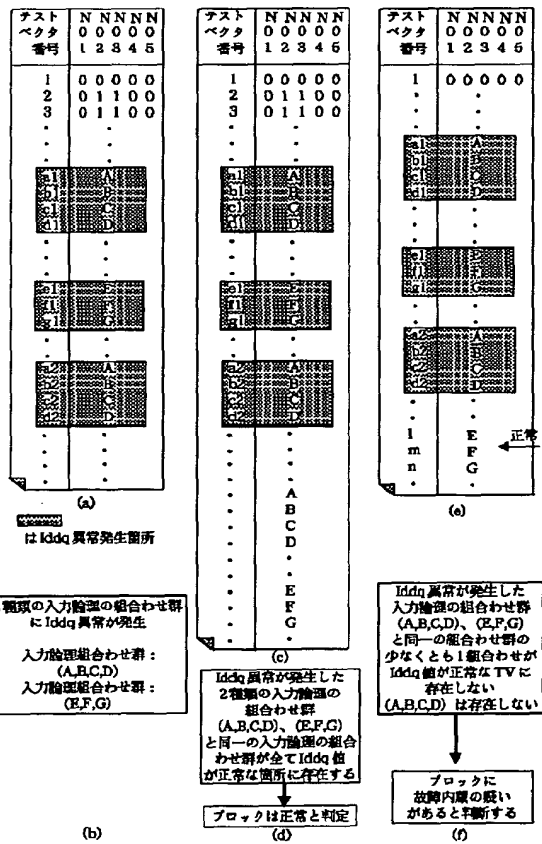 テスト
ベクタ
番号
N N N N N
0 0 0 0 0
1 2 3 4 5
1 0 0 0 0 0
2 0 1 1 0 0
3 0 1 1 0 0
a1 A
b1 B
c1 C
d1 D
e1 E
f1 F
g1 G
a2 A
b2 B
c2 C
d2 D
(a)
は Iddq 異常発生箇所
種類の入力論理の組合わせ群
に Iddq 異常が発生
入力論理組合わせ群:
(A,B,C,D)
入力論理組合わせ群:
(E,F,G)
(b)
テスト
ベクタ
番号
N N N N N
0 0 0 0 0
1 2 3 4 5
1 0 0 0 0 0
2 0 1 1 0 0
3 0 1 1 0 0
a1 A
b1 B
c1 C
d1 D
e1 E
f1 F
g1 G
a2 A
b2 B
c2 C
d2 D
A
B
C
D
E
F
G
(c)
Iddq 異常が発生した
2種類の入力論理の
組合わせ群
(A,B,C,D)、(E,F,G)
と同一の入力論理の組合
わせ群が全て Iddq 値
が正常な箇所に存在する
ブロックは正常と判定
(d)
テスト
ベクタ
番号
N N N N N
0 0 0 0 0
1 2 3 4 5
1 0 0 0 0 0
a1 A
b1 B
c1 C
d1 D
e1 E
f1 F
g1 G
a2 A
b2 B
c2 C
d2 D
l E
m F ← 正常
n G
(e)
Iddq 異常が発生した
入力論理の組合わせ群
(A,B,C,D)、(E,F,G)
と同一の組合わせ群の
少なくとも1組合わせが
Iddq 値が正常な TV に
存在しない
(A,B,C,D) は存在しない
ブロックに
故障内蔵の疑い
があると判断する
(f)